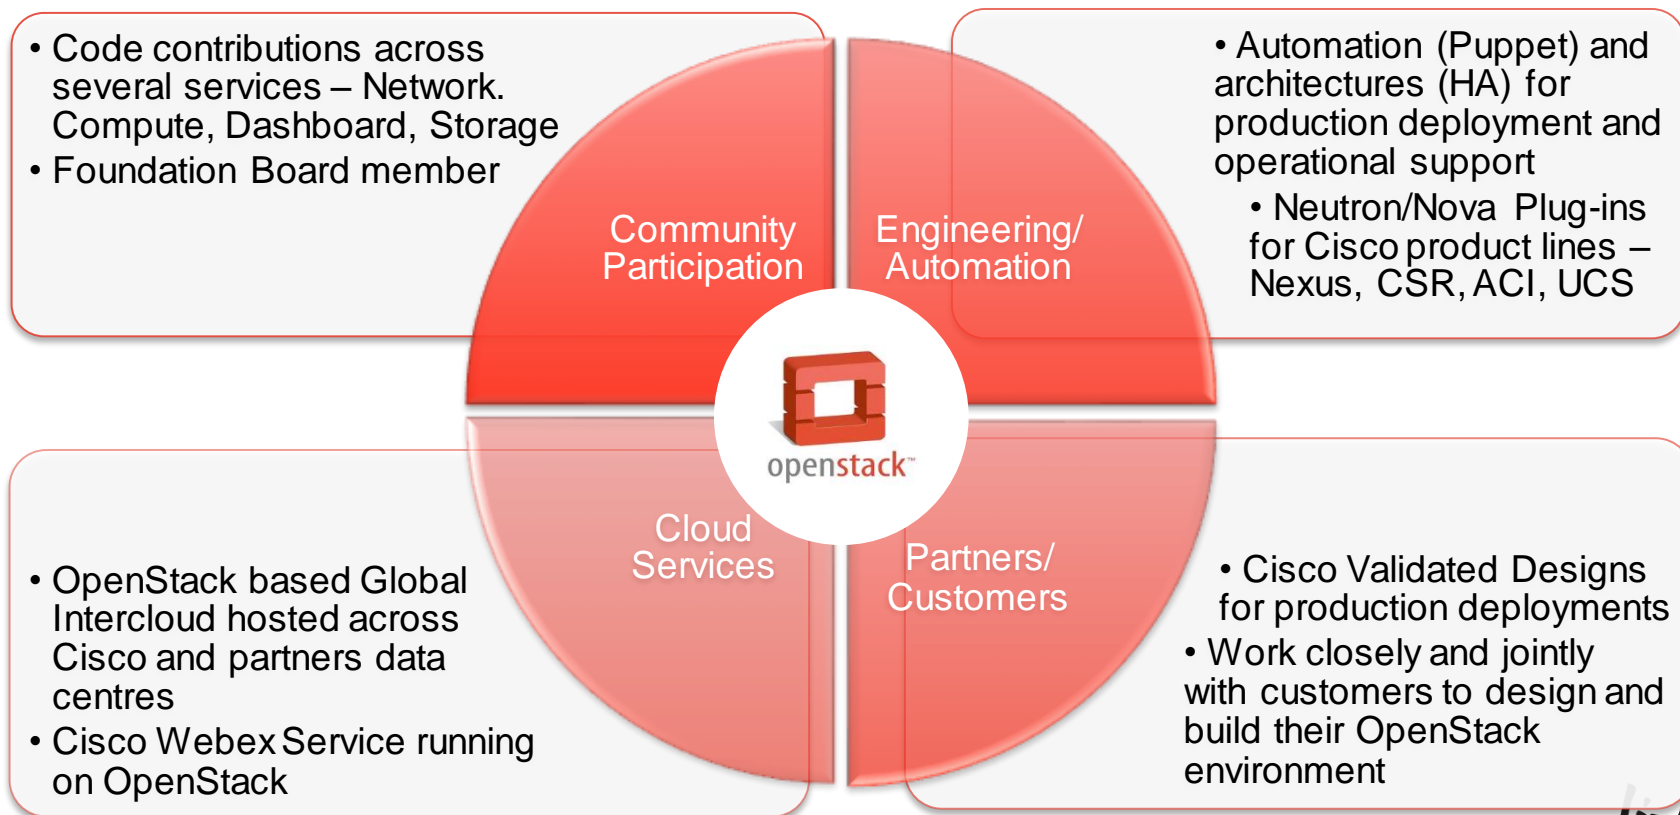 • Code contributions across
several services – Network.
Compute, Dashboard, Storage
• Foundation Board member
Community
Participation
• Automation (Puppet) and
architectures (HA) for
production deployment and
operational support
• Neutron/Nova Plug-ins
for Cisco product lines –
Nexus, CSR, ACI, UCS
Engineering/
Automation
openstack™
Cloud
Services
• OpenStack based Global
Intercloud hosted across
Cisco and partners data
centres
• Cisco Webex Service running
on OpenStack
Partners/
Customers
• Cisco Validated Designs
for production deployments
• Work closely and jointly
with customers to design and
build their OpenStack
environment